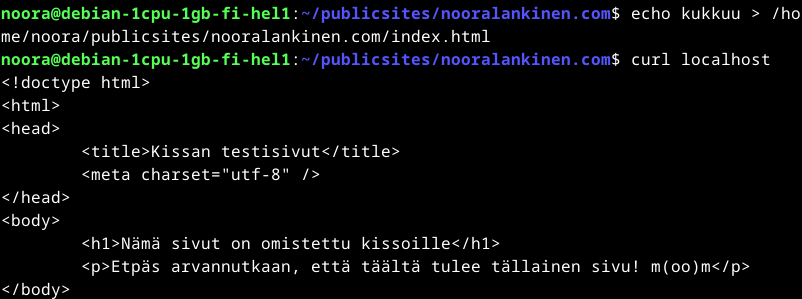 noora@debian-1cpu-1gb-fi-hel1:~/publicsites/nooralankinen.com$ echo kukkuu > /ho
me/noora/publicsites/nooralankinen.com/index.html
noora@debian-1cpu-1gb-fi-hel1:~/publicsites/nooralankinen.com$ curl localhost
<!doctype html>
<html>
<head>
        <title>Kissan testisivut</title>
        <meta charset="utf-8" />
</head>
<body>
        <h1>Nämä sivut on omistettu kissoille</h1>
        <p>Etpäs arvannutkaan, että täältä tulee tällainen sivu! m(oo)m</p>
</body>